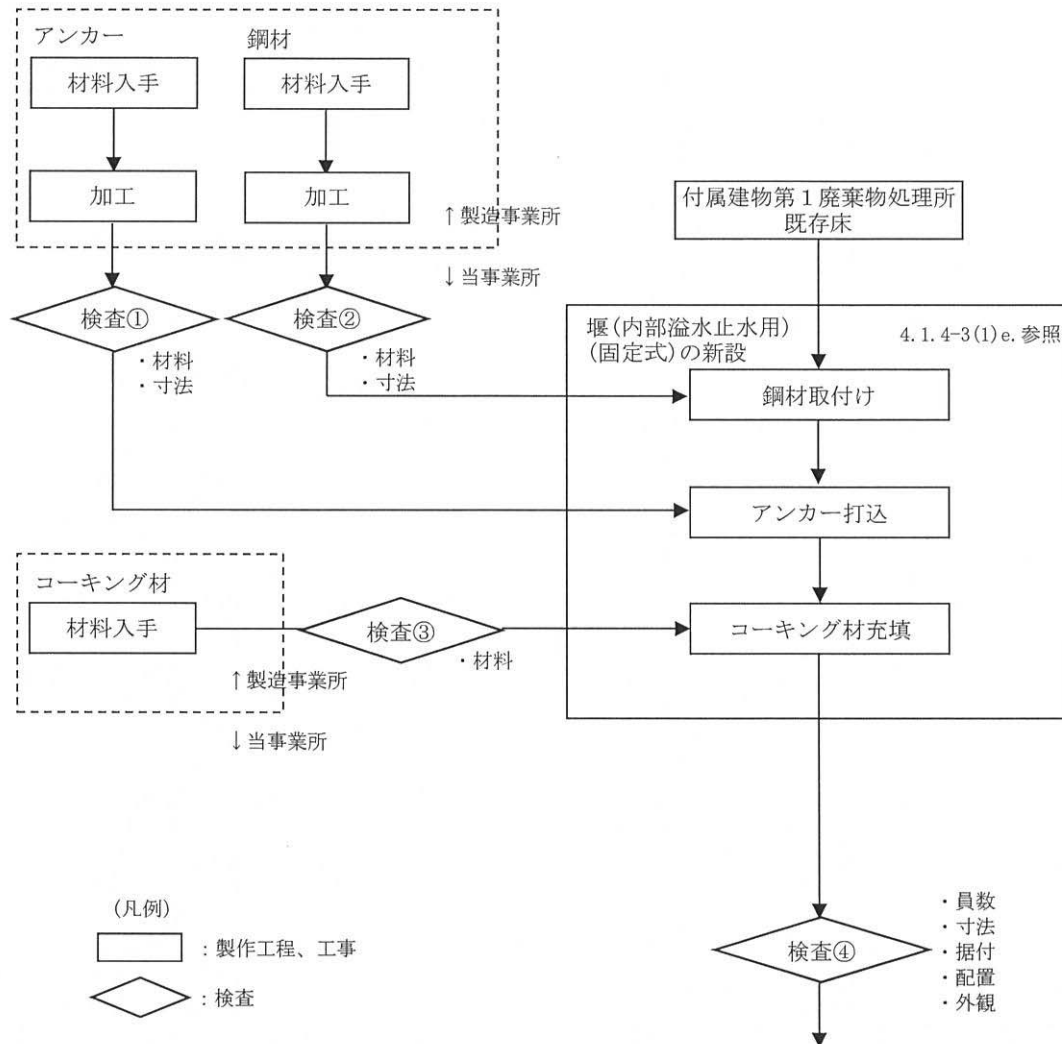 アンカー
鋼材
材料入手
材料入手
加工
加工
↑製造事業所
↓当事業所
検査①
・材料
・寸法
検査②
・材料
・寸法
付属建物第1廃棄物処理所
既存床
堰(内部溢水止水用)
(固定式)の新設
4.1.4-3(1)e.参照
鋼材取付け
アンカー打込
コーキング材
材料入手
検査③
・材料
コーキング材充填
↑製造事業所
↓当事業所
検査④
・員数
・寸法
・据付
・配置
・外観
(凡例)
：製作工程、工事
：検査